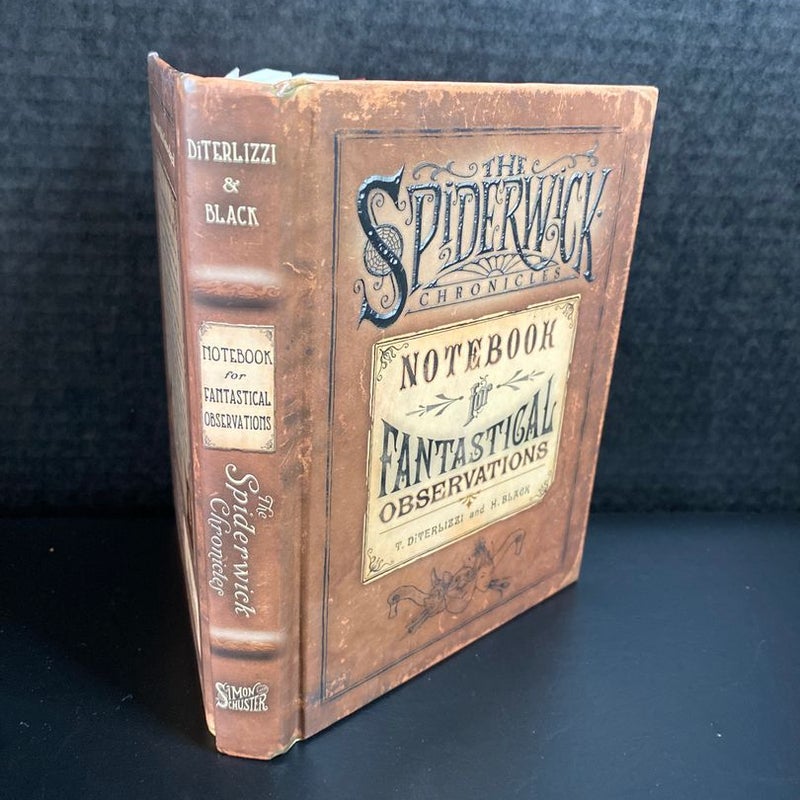 DiTERLIZZI
&
BLACK
NOTEBOOK
for
FANTASTICAL
OBSERVATIONS
The
Spiderwick
Chronicles
SIMON AND
SCHUSTER
THE
SPiDERWiCK
CHRONICLES
NOTEBOOK
for
FANTASTICAL
OBSERVATIONS
T. DiTERLIZZI and H. BLACK